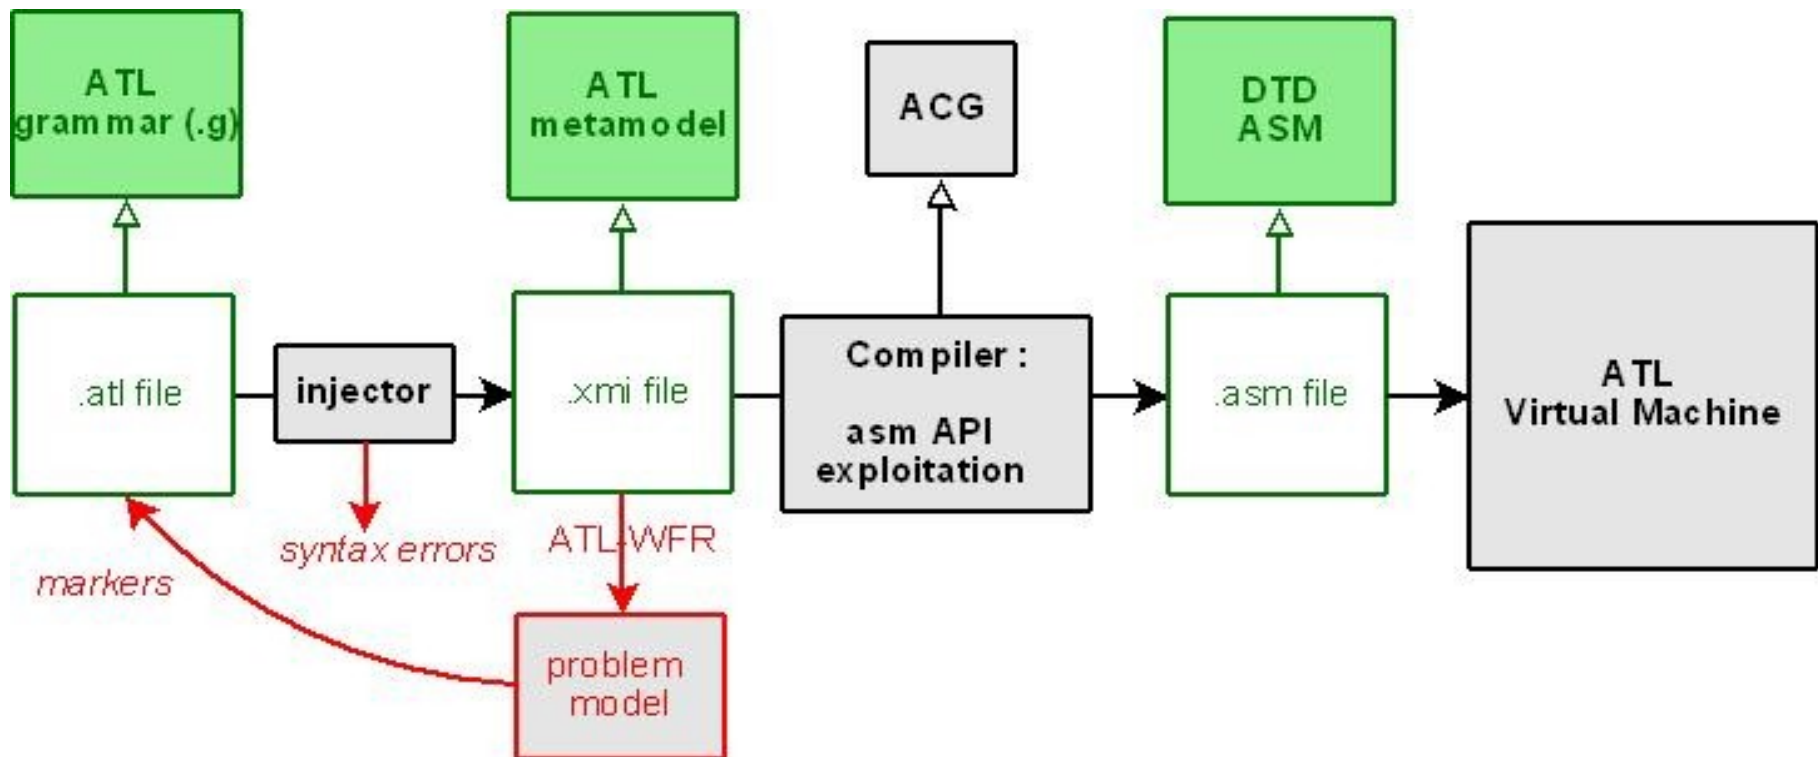 ATL
grammar (.g)
ATL
metamodel
ACG
DTD
ASM
.atl file
injector
.xmi file
Compiler :
asm API
exploitation
.asm file
ATL
Virtual Machine
markers
syntax errors
ATL-WFR
problem
model